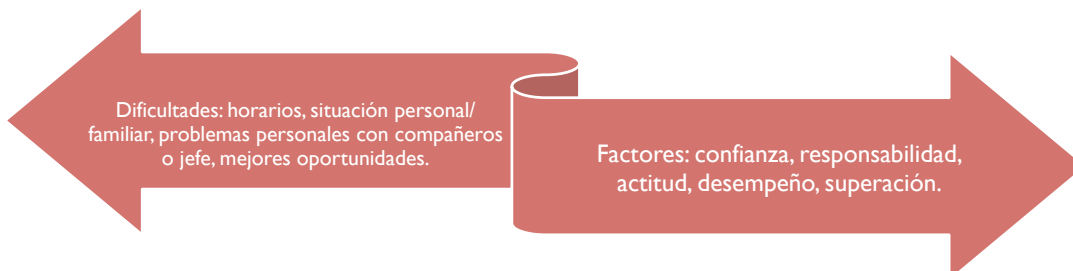 Dificultades: horarios, situación personal/
familiar, problemas personales con compañeros
o jefe, mejores oportunidades.
Factores: confianza, responsabilidad,
actitud, desempeño, superación.